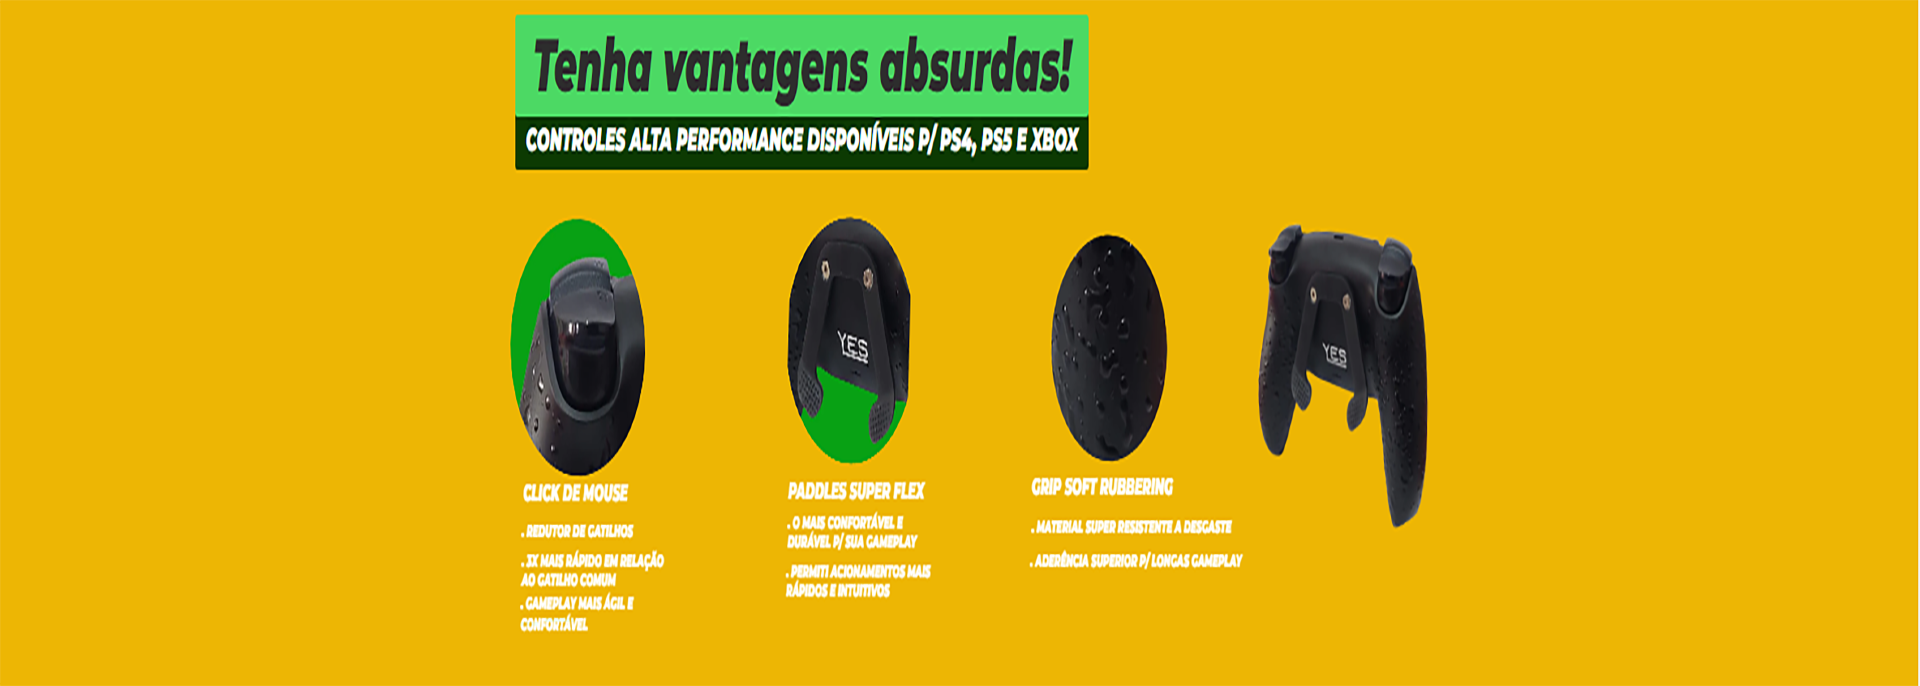 Tenha vantagens absurdas!
CONTROLES ALTA PERFORMANCE DISPONÍVEIS P/ PS4, PS5 E XBOX
YES
YES
CLICK DE MOUSE
. REDUTOR DE GATILHOS
. 3X MAIS RÁPIDO EM RELAÇÃO
AO GATILHO COMUM
. GAMEPLAY MAIS ÁGIL E
CONFORTÁVEL
PADDLES SUPER FLEX
. O MAIS CONFORTÁVEL E
DURÁVEL P/ SUA GAMEPLAY
. PERMITI ACIONAMENTOS MAIS
RÁPIDOS E INTUITIVOS
GRIP SOFT RUBBERING
. MATERIAL SUPER RESISTENTE A DESGASTE
. ADERÊNCIA SUPERIOR P/ LONGAS GAMEPLAY